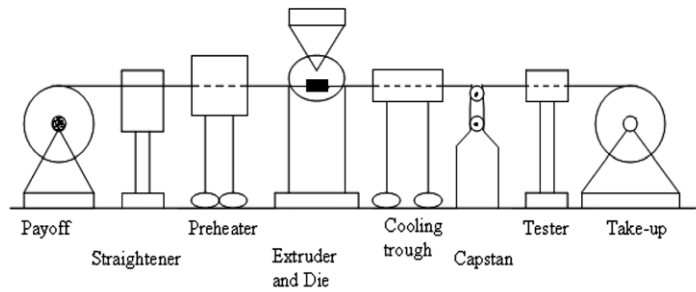 Payoff
Straightener
Preheater
Extruder
and Die
Cooling
trough
Capstan
Tester
Take-up